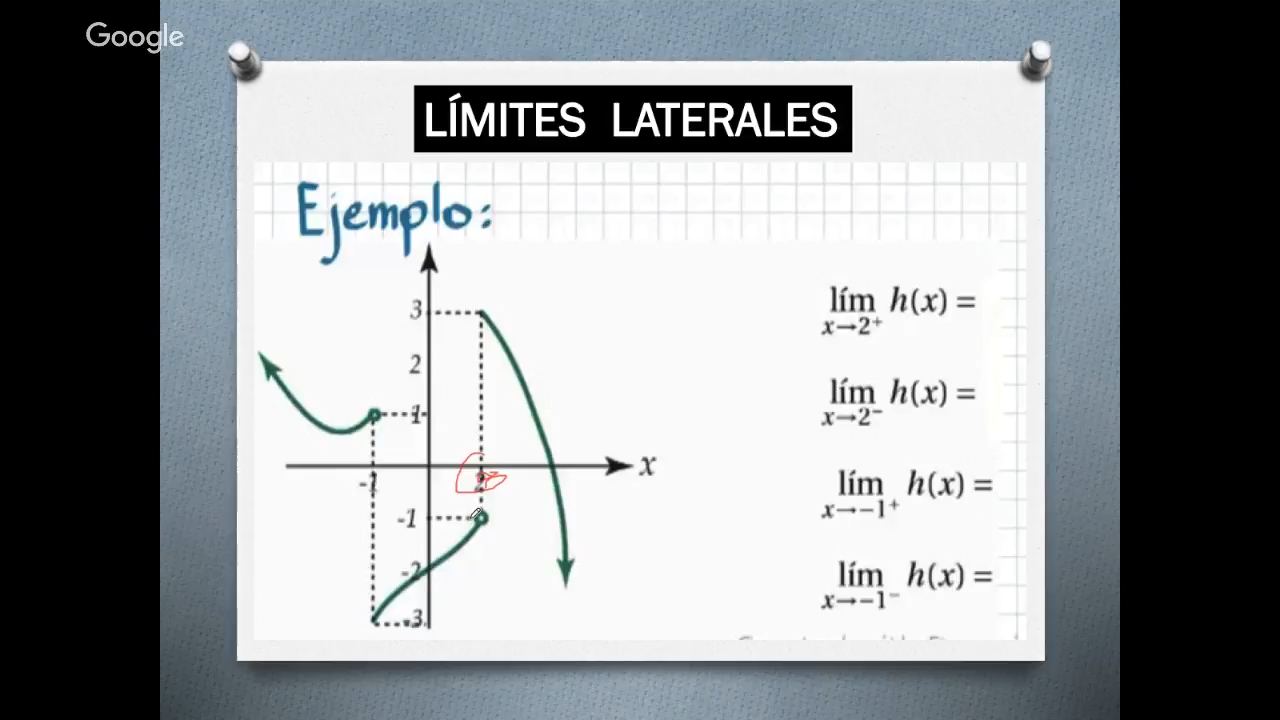 Google
LÍMITES LATERALES
Ejemplo:
3
2
1
-1
2
x
-1
-2
-3
lím h(x) =
x→2⁺
lím h(x) =
x→2⁻
lím h(x) =
x→−1⁺
lím h(x) =
x→−1⁻